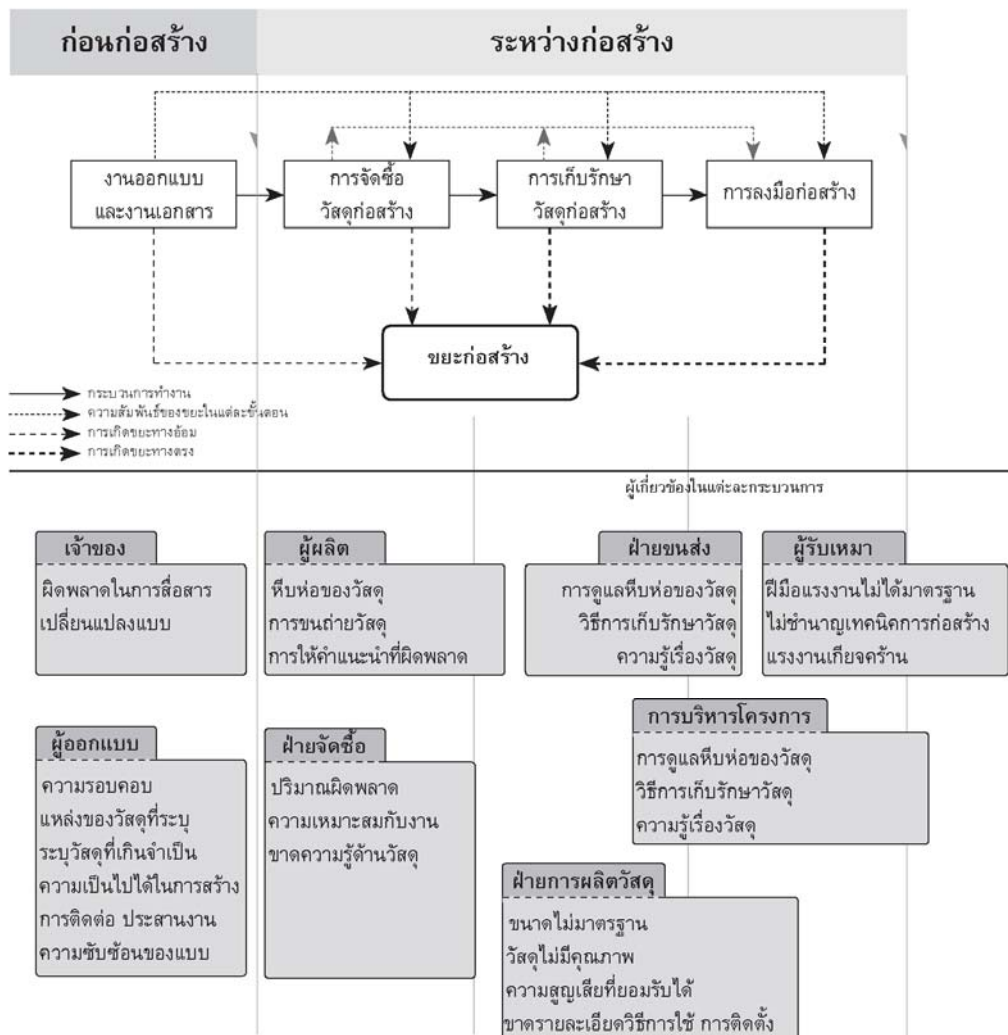 ก่อนก่อสร้าง
ระหว่างก่อสร้าง
งานออกแบบ
และงานเอกสาร
การจัดซื้อ
วัสดุก่อสร้าง
การเก็บรักษา
วัสดุก่อสร้าง
การลงมือก่อสร้าง
ขยะก่อสร้าง
กระบวนการทำงาน
ความสัมพันธ์ของขยะในแต่ละขั้นตอน
การเกิดขยะทางอ้อม
การเกิดขยะทางตรง
ผู้เกี่ยวข้องในแต่ะละกระบวนการ
เจ้าของ
ผิดพลาดในการสื่อสาร
เปลี่ยนแปลงแบบ
ผู้ผลิต
หีบห่อของวัสดุ
การขนถ่ายวัสดุ
การให้คำแนะนำที่ผิดพลาด
ฝ่ายขนส่ง
การดูแลหีบห่อของวัสดุ
วิธีการเก็บรักษาวัสดุ
ความรู้เรื่องวัสดุ
ผู้รับเหมา
ฝีมือแรงงานไม่ได้มาตรฐาน
ไม่ชำนาญเทคนิคการก่อสร้าง
แรงงานเกียจคร้าน
ผู้ออกแบบ
ความรอบคอบ
แหล่งของวัสดุที่ระบุ
ระบุวัสดุที่เกินจำเป็น
ความเป็นไปได้ในการสร้าง
การติดต่อ ประสานงาน
ความซับซ้อนของแบบ
ฝ่ายจัดซื้อ
ปริมาณผิดพลาด
ความเหมาะสมกับงาน
ขาดความรู้ด้านวัสดุ
การบริหารโครงการ
การดูแลหีบห่อของวัสดุ
วิธีการเก็บรักษาวัสดุ
ความรู้เรื่องวัสดุ
ฝ่ายการผลิตวัสดุ
ขนาดไม่มาตรฐาน
วัสดุไม่มีคุณภาพ
ความสูญเสียที่ยอมรับได้
ขาดรายละเอียดวิธีการใช้ การติดตั้ง